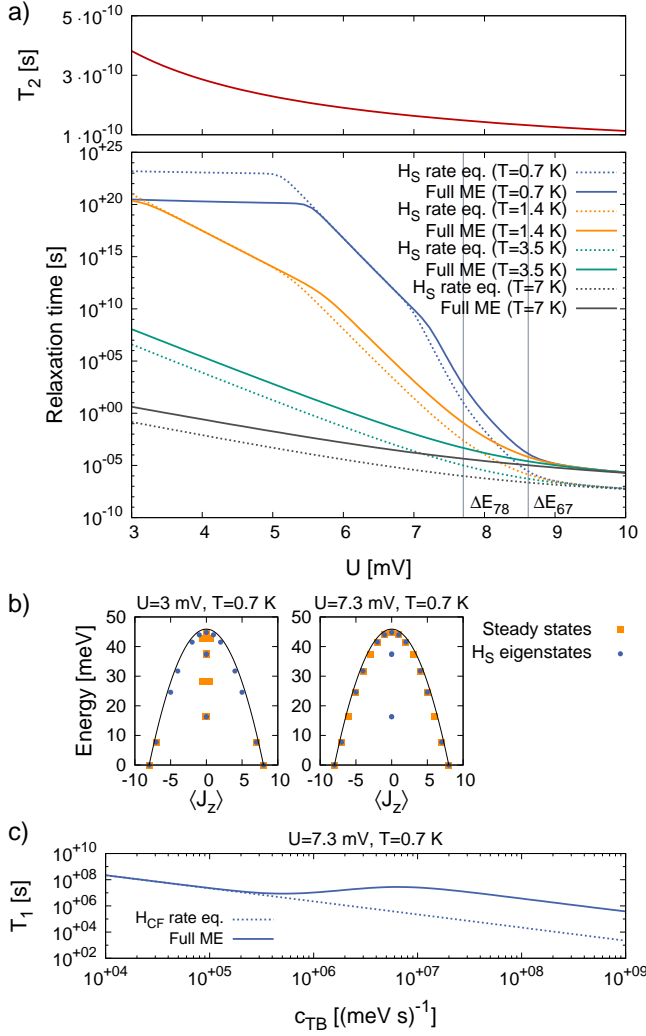 a)
T2 [s]
5·10-10
3·10-10
1·10-10
Relaxation time [s]
10+25
10+20
10+15
10+10
10+05
10+00
10-05
10-10
HS rate eq. (T=0.7 K)
Full ME (T=0.7 K)
HS rate eq. (T=1.4 K)
Full ME (T=1.4 K)
HS rate eq. (T=3.5 K)
Full ME (T=3.5 K)
HS rate eq. (T=7 K)
Full ME (T=7 K)
ΔE78 ΔE67
3 4 5 6 7 8 9 10
U [mV]
b)
U=3 mV, T=0.7 K U=7.3 mV, T=0.7 K
Energy [meV]
50
40
30
20
10
0
Steady states
HS eigenstates
-10 -5 0 5 10 -10 -5 0 5 10
⟨Jz⟩ ⟨Jz⟩
c)
U=7.3 mV, T=0.7 K
T1 [s]
10+10
10+08
10+06
10+04
10+02
HCF rate eq.
Full ME
10+04 10+05 10+06 10+07 10+08 10+09
cTB [(meV s)-1]